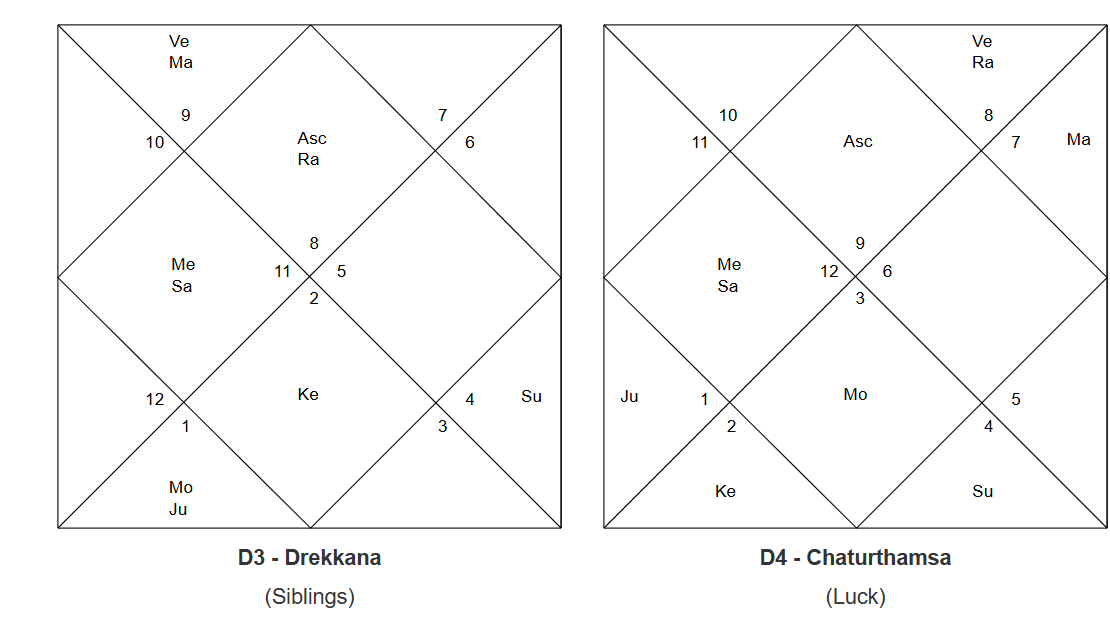 Ve
Ma
9
10
7
6
Asc
Ra
8
11
5
2
Me
Sa
12
1
Ke
4
3
Su
Mo
Ju
D3 - Drekkana
(Siblings)
Ve
Ra
10
11
8
7
Ma
Asc
9
12
6
3
Me
Sa
Ju
1
2
Mo
5
4
Ke
Su
D4 - Chaturthamsa
(Luck)